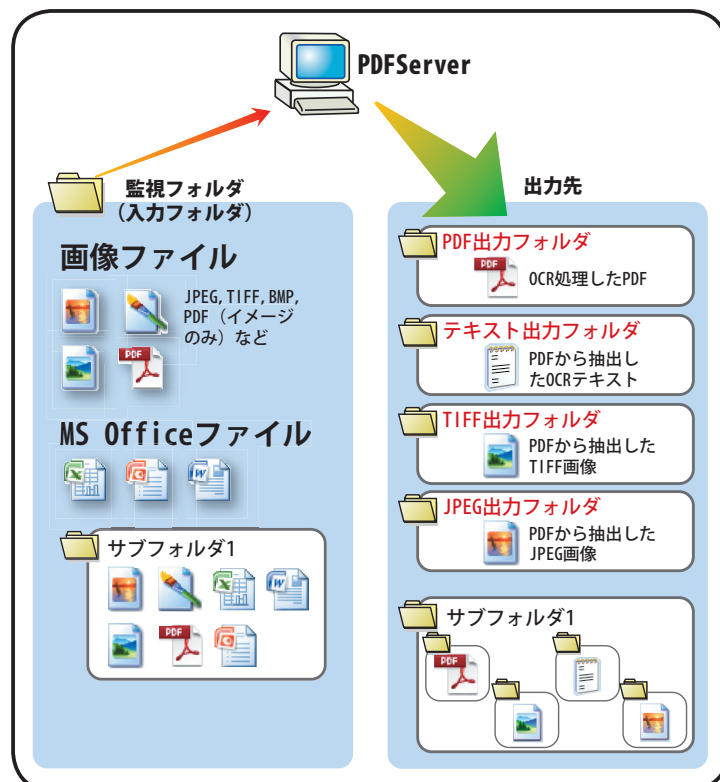 PDFServer
監視フォルダ
(入力フォルダ)
画像ファイル
JPEG, TIFF, BMP,
PDF（イメージ
のみ）など
PDF
MS Officeファイル
サブフォルダ1
PDF
出力先
PDF出力フォルダ
PDF
OCR処理したPDF
テキスト出力フォルダ
PDFから抽出し
たOCRテキスト
TIFF出力フォルダ
PDFから抽出した
TIFF画像
JPEG出力フォルダ
PDFから抽出した
JPEG画像
サブフォルダ1
PDF